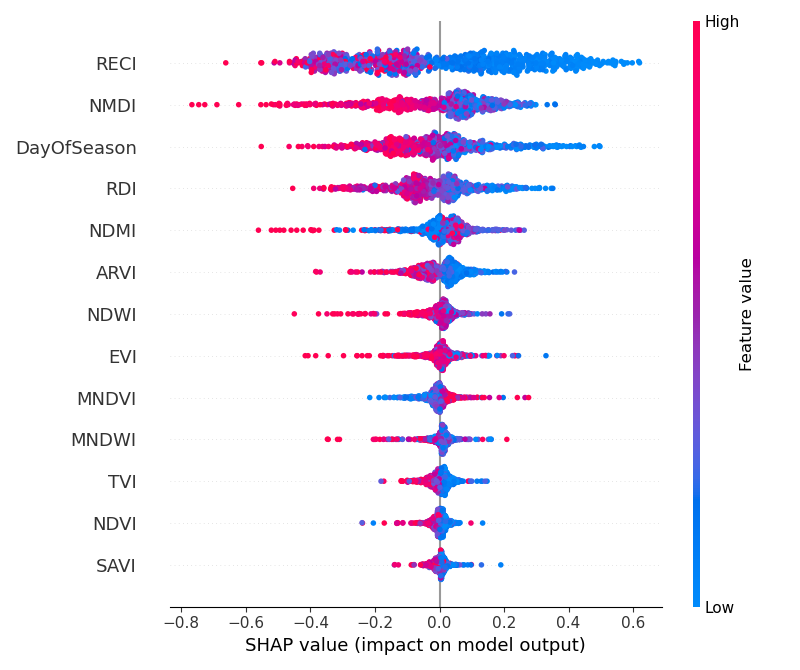 High
RECI
NMDI
DayOfSeason
RDI
NDMI
ARVI
NDWI
EVI
MNDVI
MNDWI
TVI
NDVI
SAVI
Feature value
Low
−0.8 −0.6 −0.4 −0.2 0.0 0.2 0.4 0.6
SHAP value (impact on model output)